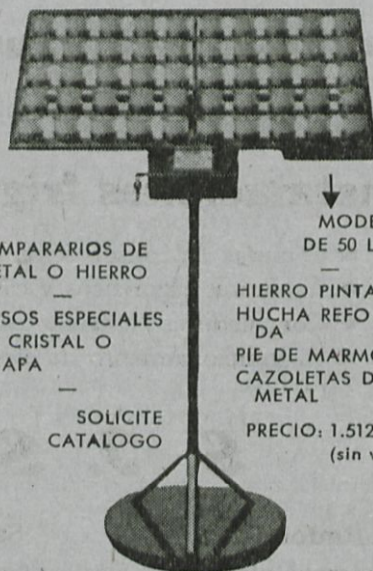 MPARARIOS DE
ETAL O HIERRO
—
SOS ESPECIALES
CRISTAL O
APA
—
SOLICITE
CATALOGO
MODE
DE 50 L
—
HIERRO PINTA
HUCHA REFO
DA
PIE DE MARMO
CAZOLETAS D
METAL
PRECIO: 1.512
(sin v